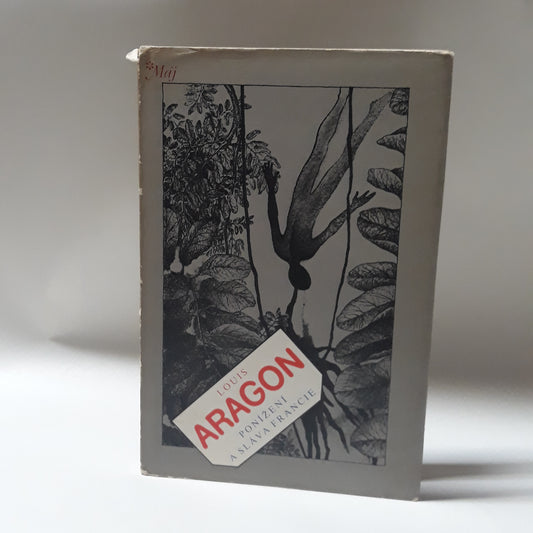 *Máj
LOUIS
ARAGON
PONÍŽENÍ
A SLÁVA FRANCIE